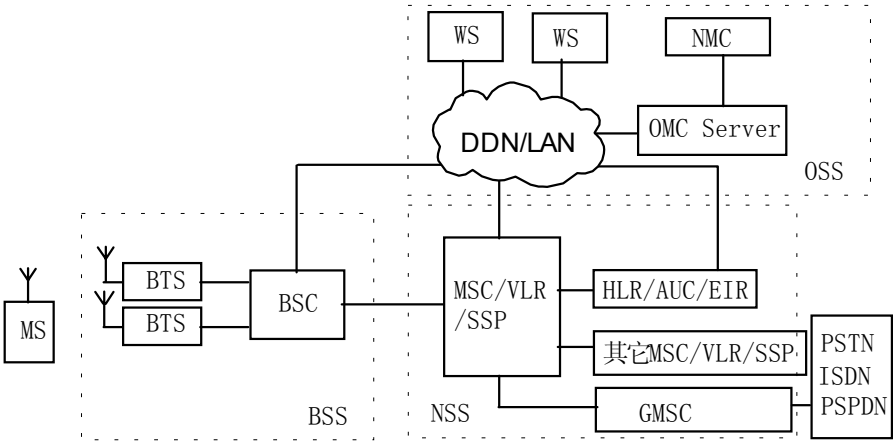 WS
WS
NMC
DDN/LAN
OMC Server
OSS
BTS
BTS
BSC
MS
BSS
MSC/VLR
/SSP
HLR/AUC/EIR
其它MSC/VLR/SSP
GMSC
NSS
PSTN
ISDN
PSPDN